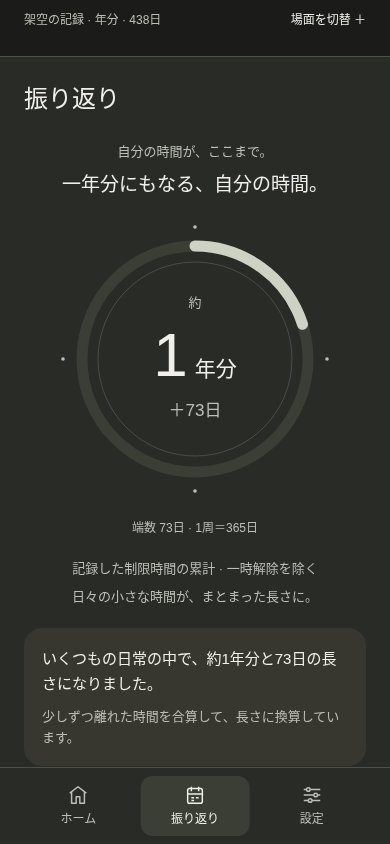 架空の記録 · 年分 · 438日
場面を切替 ＋
振り返り
自分の時間が、ここまで。
一年分にもなる、自分の時間。
約
1 年分
＋73日
端数 73日 · 1周＝365日
記録した制限時間の累計 · 一時解除を除く
日々の小さな時間が、まとまった長さに。
いくつもの日常の中で、約1年分と73日の長
さになりました。
少しずつ離れた時間を合算して、長さに換算してい
ます。
ホーム
振り返り
設定